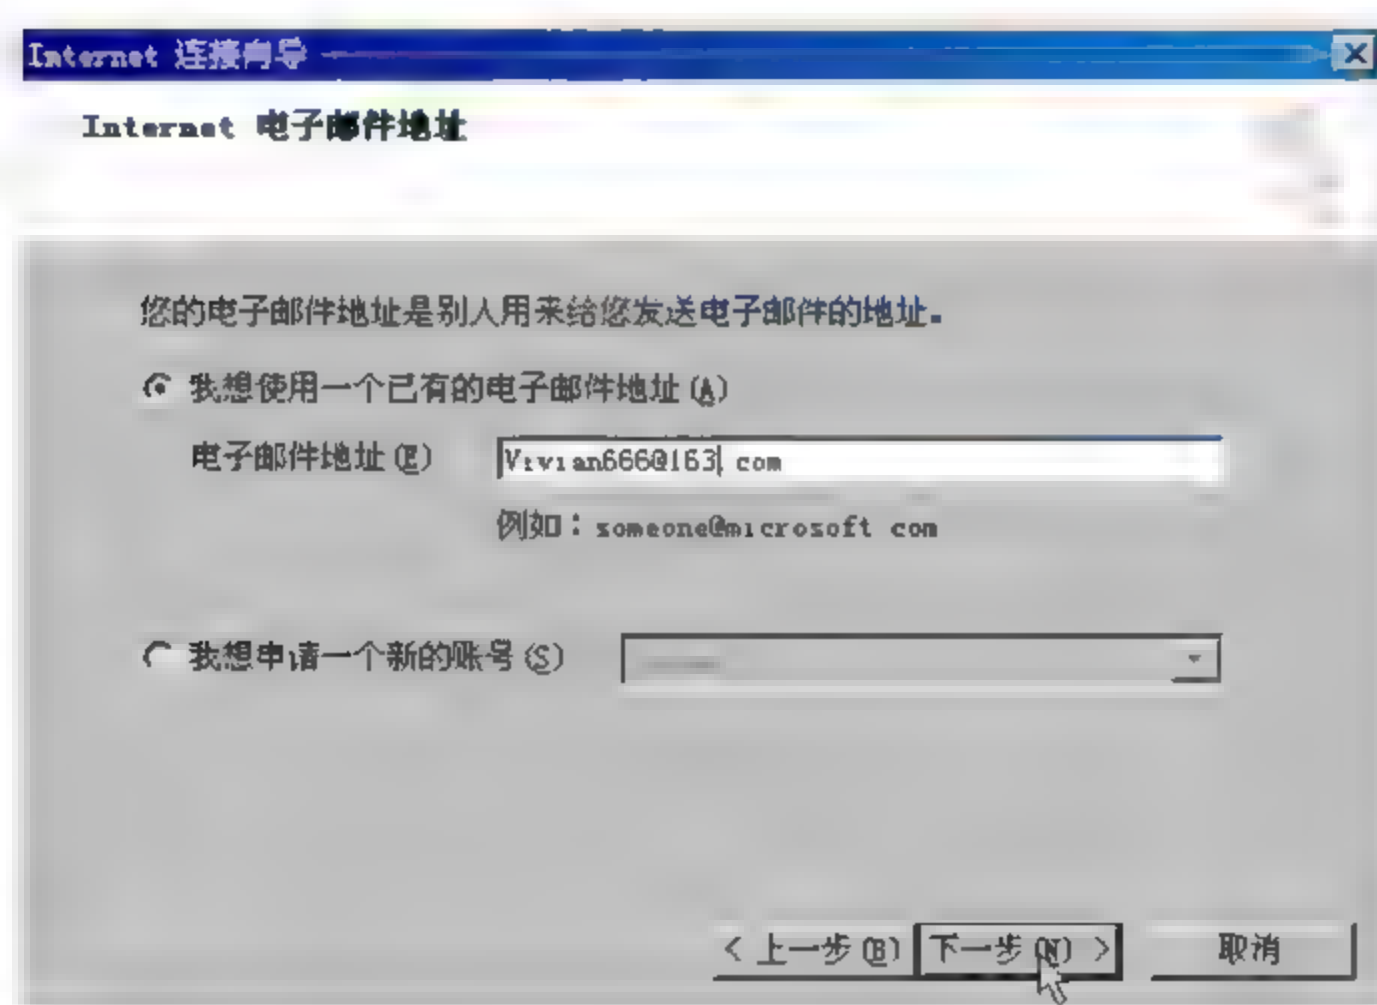 Internet 连接向导
Internet 电子邮件地址
您的电子邮件地址是别人用来给您发送电子邮件的地址。
我想使用一个已有的电子邮件地址(A)
电子邮件地址(E) Vivian666@163.com
例如：someone@microsoft.com
我想申请一个新的账号(S)
< 上一步(B) 下一步(N) > 取消